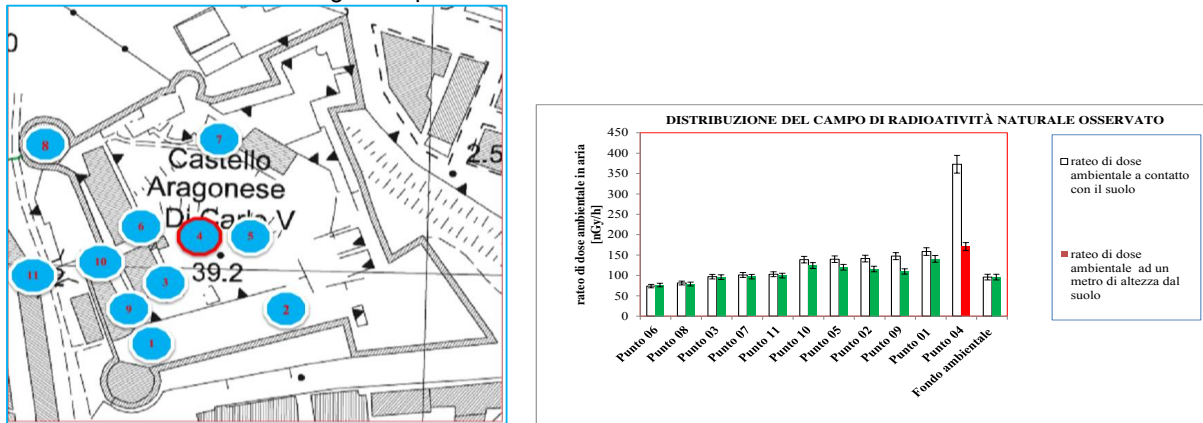 0
8
7
Castello
Aragonese
Di Carlo V
2.5
6
4
5
11
10
3
39.2
9
2
1
DISTRIBUZIONE DEL CAMPO DI RADIOATTIVITÀ NATURALE OSSERVATO
rateo di dose ambientale in aria
[nGy/h]
450
400
350
300
250
200
150
100
50
0
Punto 06
Punto 08
Punto 03
Punto 07
Punto 11
Punto 10
Punto 05
Punto 02
Punto 09
Punto 01
Punto 04
Fondo ambientale
rateo di dose
ambientale a contatto
con il suolo
rateo di dose
ambientale ad un
metro di altezza dal
suolo